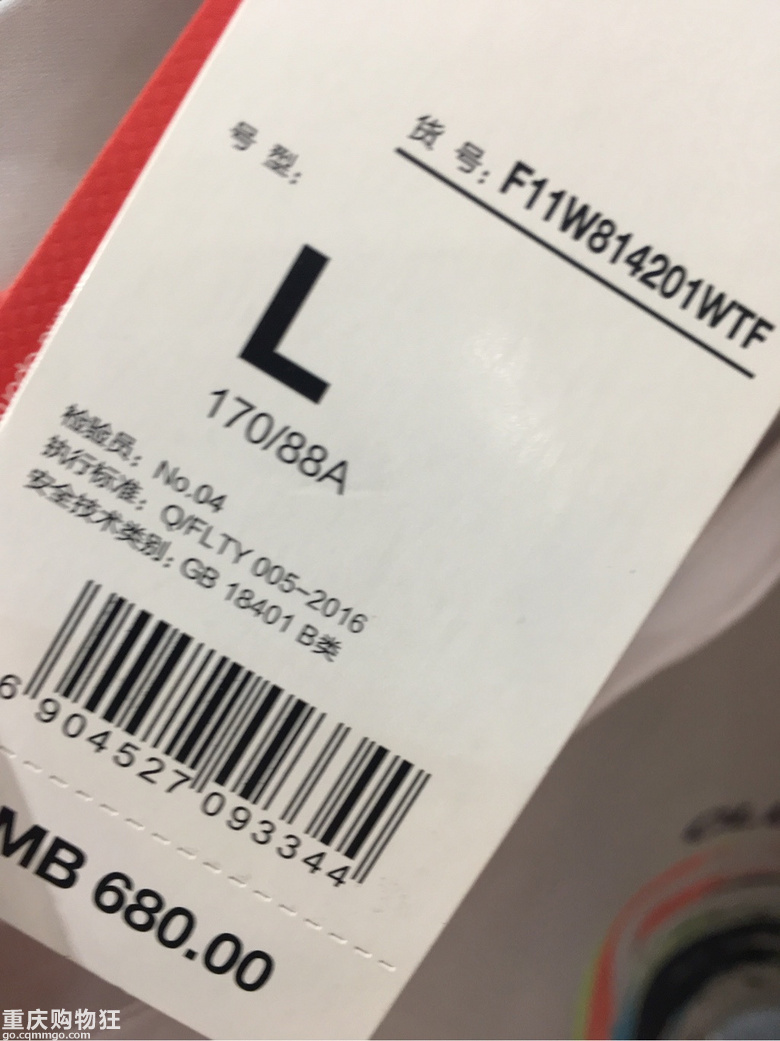 货 号: F11W814201WTF
号 型:
L
170/88A
检验员: No.04
执行标准: Q/FLTY 005-2016
安全技术类别: GB 18401 B类
6 904527 093344
MB 680.00
重庆购物狂
go.cqmmgo.com